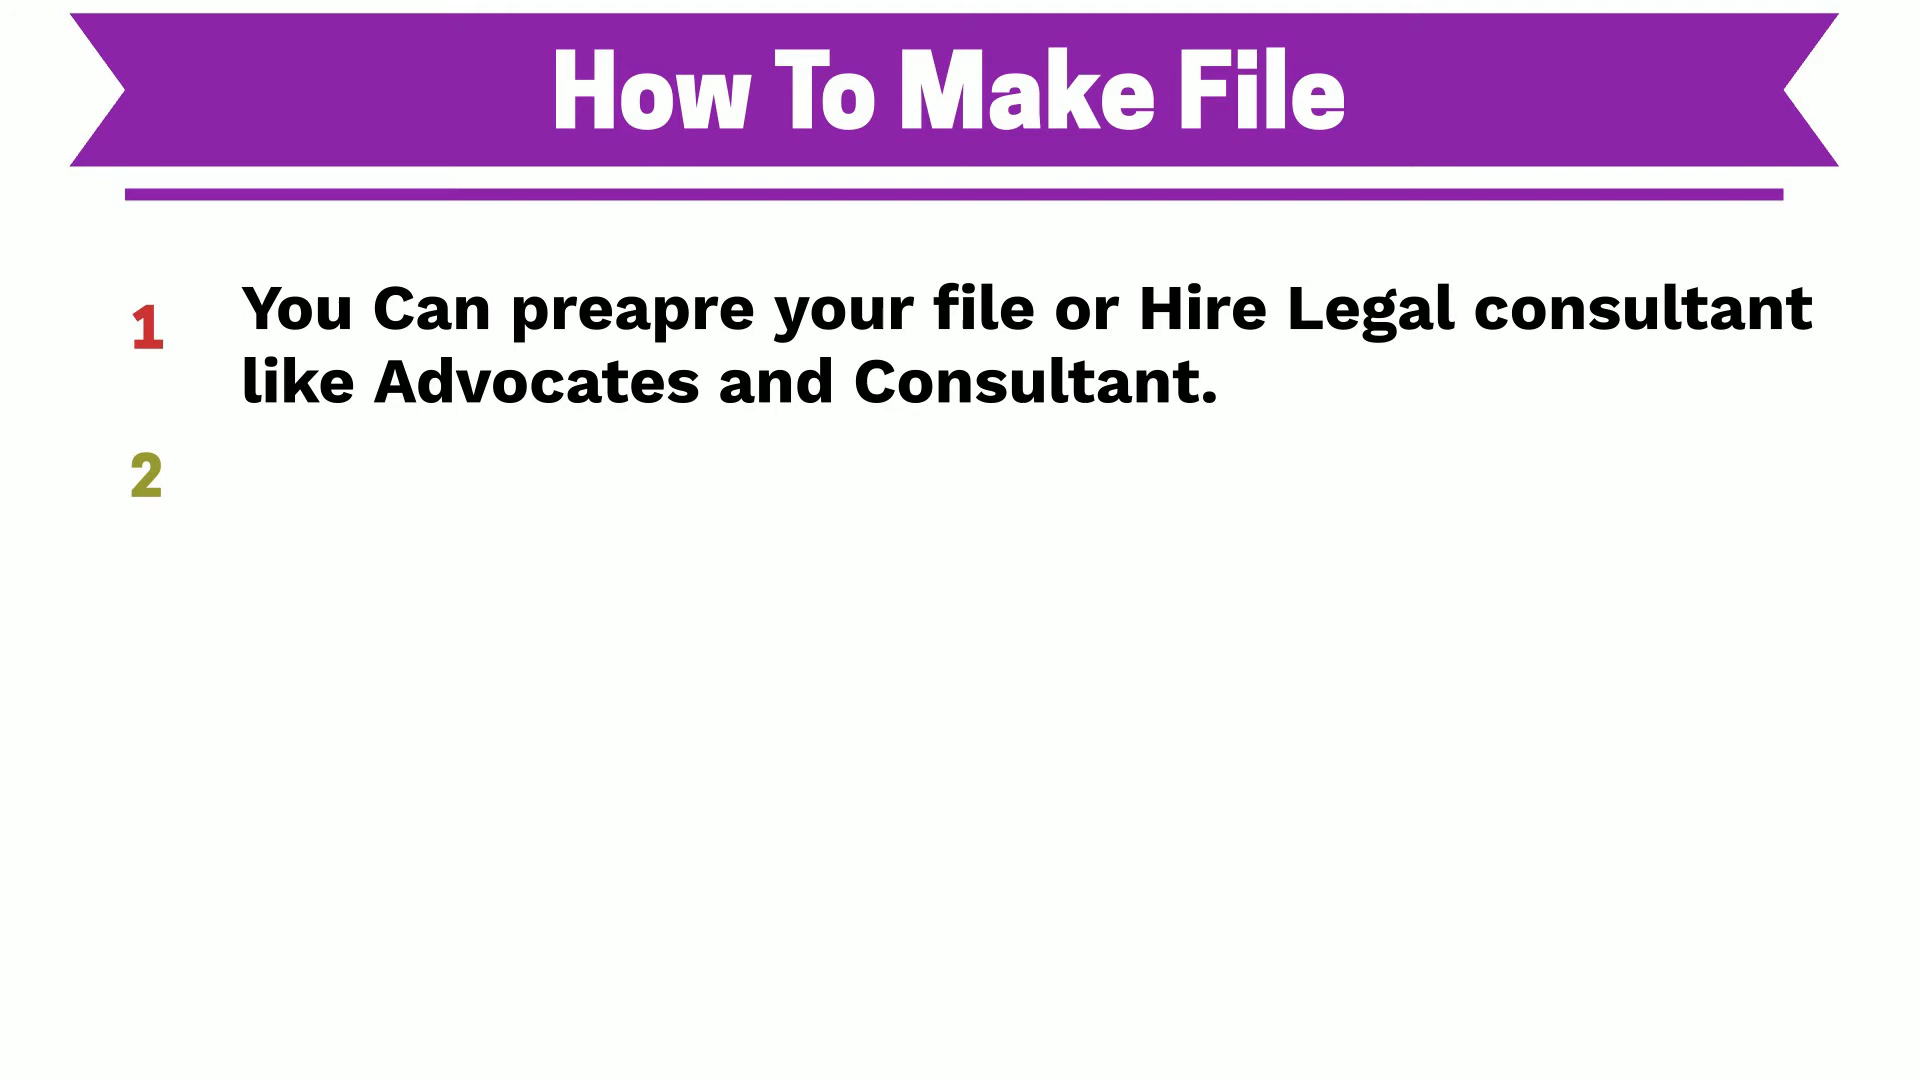 How To Make File
1 You Can preapre your file or Hire Legal consultant
like Advocates and Consultant.
2